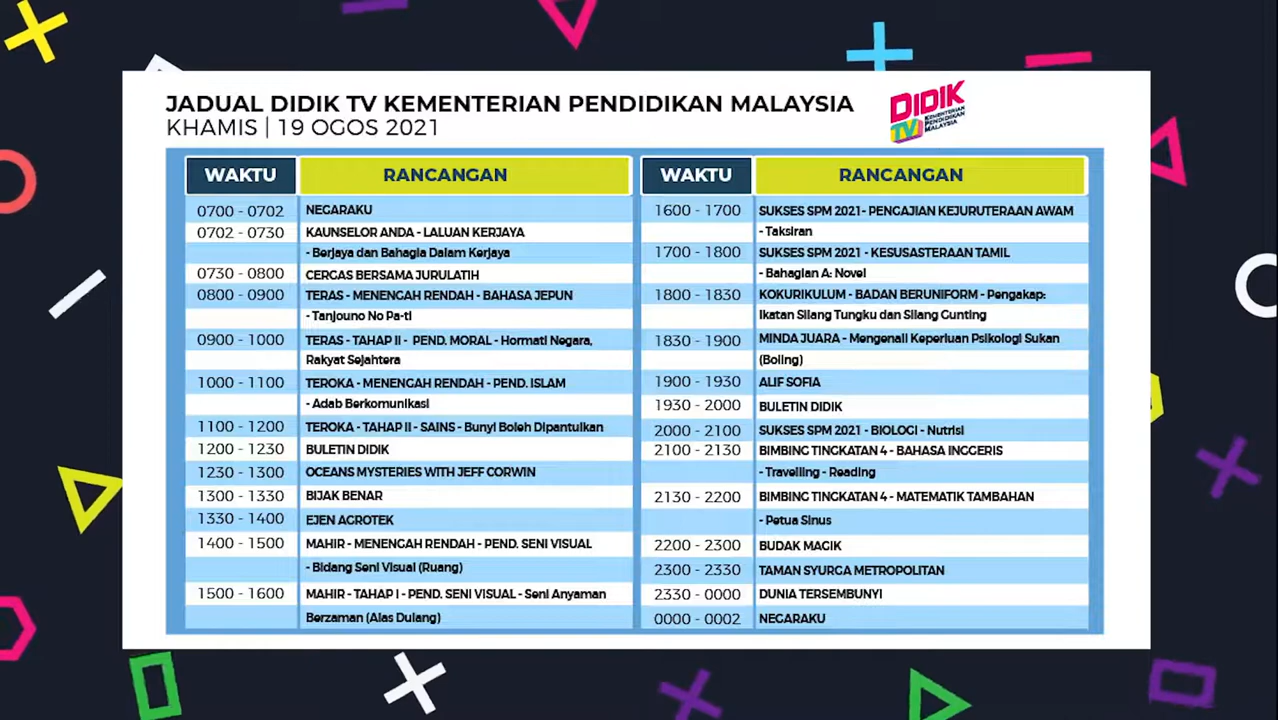 JADUAL DIDIK TV KEMENTERIAN PENDIDIKAN MALAYSIA
KHAMIS | 19 OGOS 2021
DIDIK
TV
KEMENTERIAN
PENDIDIKAN
MALAYSIA
WAKTU RANCANGAN
0700 - 0702 NEGARAKU
0702 - 0730 KAUNSELOR ANDA - LALUAN KERJAYA
- Berjaya dan Bahagia Dalam Kerjaya
0730 - 0800 CERGAS BERSAMA JURULATIH
0800 - 0900 TERAS - MENENGAH RENDAH - BAHASA JEPUN
- Tanjouno No Pa-ti
0900 - 1000 TERAS - TAHAP II - PEND. MORAL - Hormati Negara,
Rakyat Sejahtera
1000 - 1100 TEROKA - MENENGAH RENDAH - PEND. ISLAM
- Adab Berkomunikasi
1100 - 1200 TEROKA - TAHAP II - SAINS - Bunyi Boleh Dipantulkan
1200 - 1230 BULETIN DIDIK
1230 - 1300 OCEANS MYSTERIES WITH JEFF CORWIN
1300 - 1330 BIJAK BENAR
1330 - 1400 EJEN AGROTEK
1400 - 1500 MAHIR - MENENGAH RENDAH - PEND. SENI VISUAL
- Bidang Seni Visual (Ruang)
1500 - 1600 MAHIR - TAHAP I - PEND. SENI VISUAL - Seni Anyaman
Berzaman (Alas Dulang)
WAKTU RANCANGAN
1600 - 1700 SUKSES SPM 2021- PENGAJIAN KEJURUTERAAN AWAM
- Taksiran
1700 - 1800 SUKSES SPM 2021 - KESUSASTERAAN TAMIL
- Bahagian A: Novel
1800 - 1830 KOKURIKULUM - BADAN BERUNIFORM - Pengakap:
Ikatan Silang Tungku dan Silang Gunting
1830 - 1900 MINDA JUARA - Mengenali Keperluan Psikologi Sukan
(Boling)
1900 - 1930 ALIF SOFIA
1930 - 2000 BULETIN DIDIK
2000 - 2100 SUKSES SPM 2021 - BIOLOGI - Nutrisi
2100 - 2130 BIMBING TINGKATAN 4 - BAHASA INGGERIS
- Travelling - Reading
2130 - 2200 BIMBING TINGKATAN 4 - MATEMATIK TAMBAHAN
- Petua Sinus
2200 - 2300 BUDAK MAGIK
2300 - 2330 TAMAN SYURGA METROPOLITAN
2330 - 0000 DUNIA TERSEMBUNYI
0000 - 0002 NEGARAKU